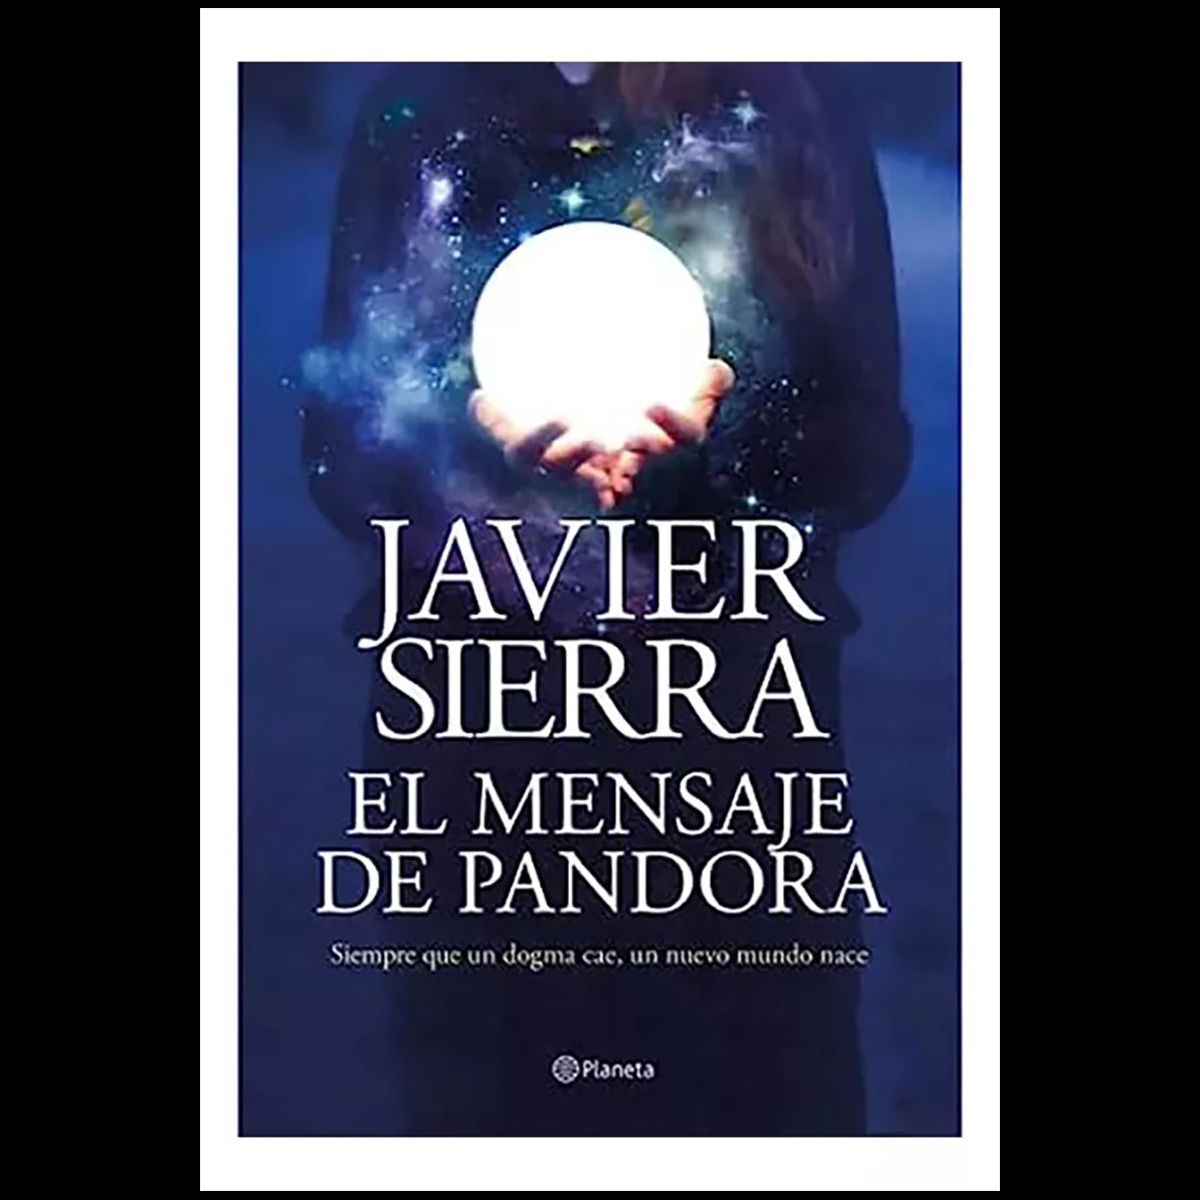 JAVIER
SIERRA
EL MENSAJE
DE PANDORA
Siempre que un dogma cae, un nuevo mundo nace
Planeta